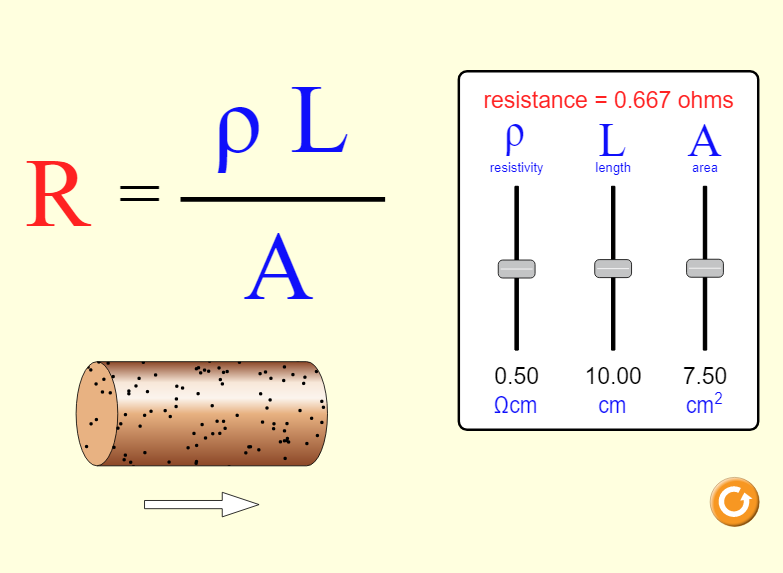 R = ρ L
A
resistance = 0.667 ohms
ρ L A
resistivity length area
0.50 10.00 7.50
Ωcm cm cm²